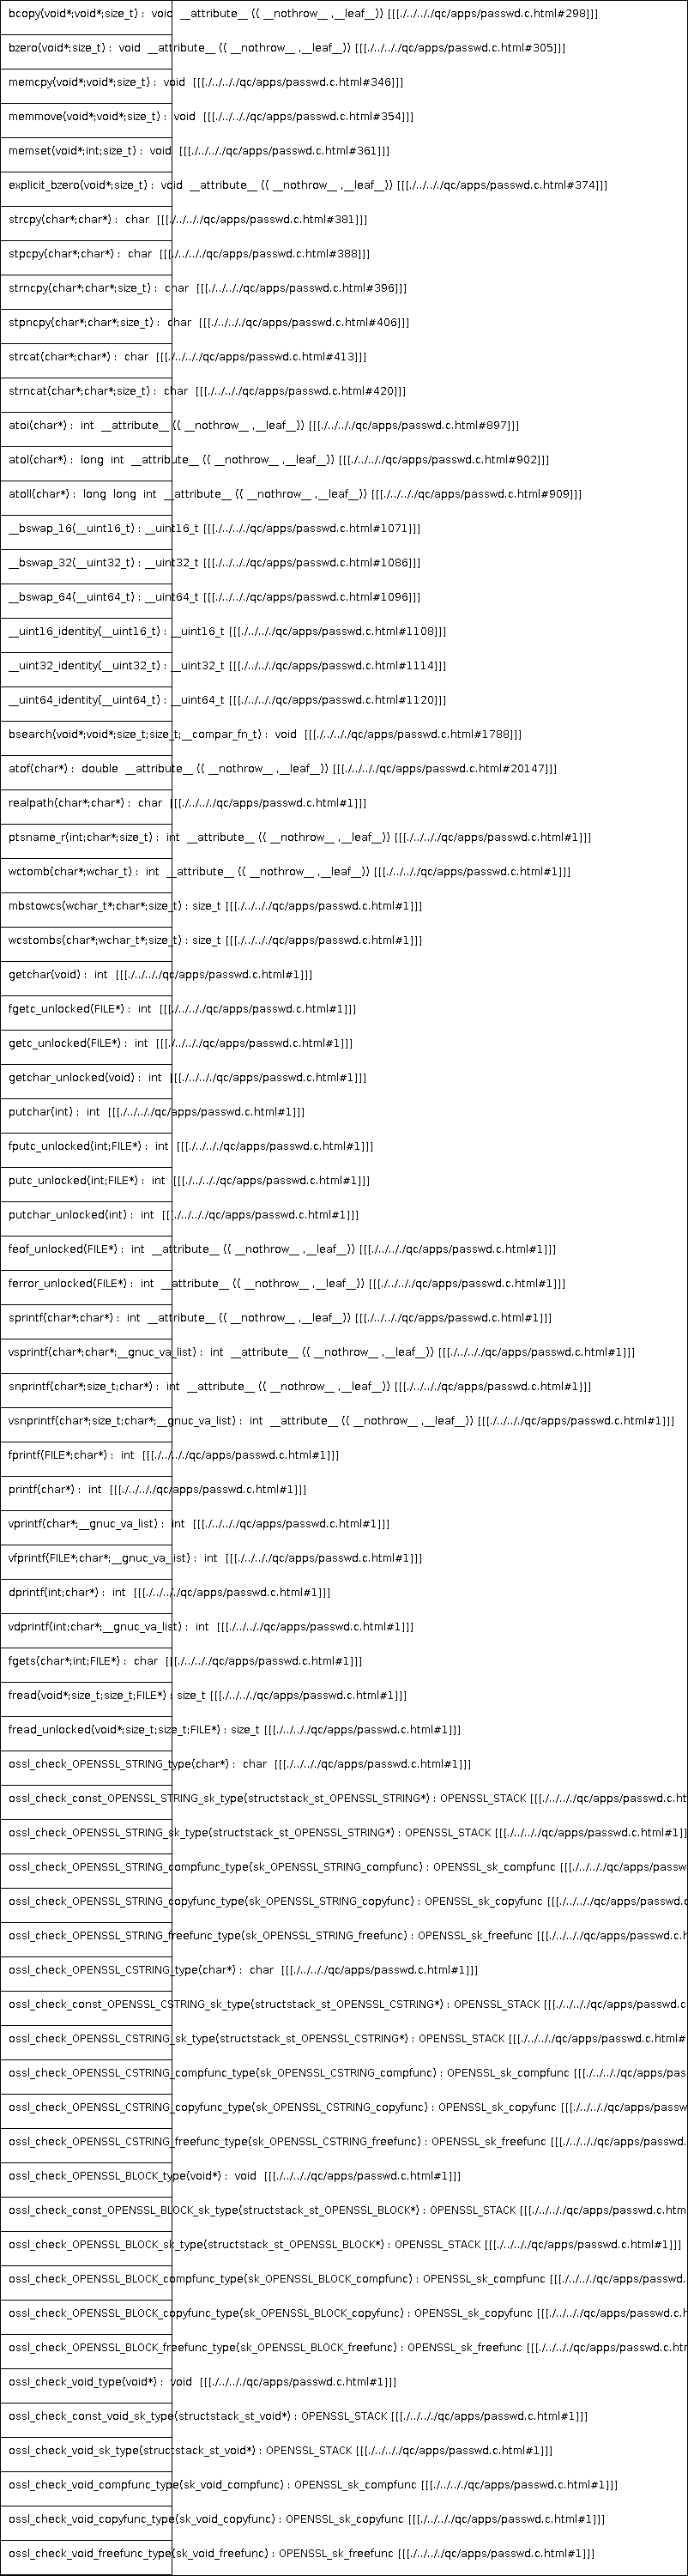 bcopy(void*;void*;size_t) : void __attribute__ (( __nothrow__ ,__leaf__)) [[[./../.././qc/apps/passwd.c.html#298]]]
bzero(void*;size_t) : void __attribute__ (( __nothrow__ ,__leaf__)) [[[./../.././qc/apps/passwd.c.html#305]]]
memcpy(void*;void*;size_t) : void [[[./../.././qc/apps/passwd.c.html#346]]]
memmove(void*;void*;size_t) : void [[[./../.././qc/apps/passwd.c.html#354]]]
memset(void*;int;size_t) : void [[[./../.././qc/apps/passwd.c.html#361]]]
explicit_bzero(void*;size_t) : void __attribute__ (( __nothrow__ ,__leaf__)) [[[./../.././qc/apps/passwd.c.html#374]]]
strcpy(char*;char*) : char [[[./../.././qc/apps/passwd.c.html#381]]]
stpcpy(char*;char*) : char [[[./../.././qc/apps/passwd.c.html#388]]]
strncpy(char*;char*;size_t) : char [[[./../.././qc/apps/passwd.c.html#396]]]
stpncpy(char*;char*;size_t) : char [[[./../.././qc/apps/passwd.c.html#406]]]
strcat(char*;char*) : char [[[./../.././qc/apps/passwd.c.html#413]]]
strncat(char*;char*;size_t) : char [[[./../.././qc/apps/passwd.c.html#420]]]
atoi(char*) : int __attribute__ (( __nothrow__ ,__leaf__)) [[[./../.././qc/apps/passwd.c.html#897]]]
atol(char*) : long int __attribute__ (( __nothrow__ ,__leaf__)) [[[./../.././qc/apps/passwd.c.html#902]]]
atoll(char*) : long long int __attribute__ (( __nothrow__ ,__leaf__)) [[[./../.././qc/apps/passwd.c.html#909]]]
__bswap_16(__uint16_t) : __uint16_t [[[./../.././qc/apps/passwd.c.html#1071]]]
__bswap_32(__uint32_t) : __uint32_t [[[./../.././qc/apps/passwd.c.html#1086]]]
__bswap_64(__uint64_t) : __uint64_t [[[./../.././qc/apps/passwd.c.html#1096]]]
__uint16_identity(__uint16_t) : __uint16_t [[[./../.././qc/apps/passwd.c.html#1108]]]
__uint32_identity(__uint32_t) : __uint32_t [[[./../.././qc/apps/passwd.c.html#1114]]]
__uint64_identity(__uint64_t) : __uint64_t [[[./../.././qc/apps/passwd.c.html#1120]]]
bsearch(void*;void*;size_t;size_t;__compar_fn_t) : void [[[./../.././qc/apps/passwd.c.html#1788]]]
atof(char*) : double __attribute__ (( __nothrow__ ,__leaf__)) [[[./../.././qc/apps/passwd.c.html#20147]]]
realpath(char*;char*) : char [[[./../.././qc/apps/passwd.c.html#1]]]
ptsname_r(int;char*;size_t) : int __attribute__ (( __nothrow__ ,__leaf__)) [[[./../.././qc/apps/passwd.c.html#1]]]
wctomb(char*;wchar_t) : int __attribute__ (( __nothrow__ ,__leaf__)) [[[./../.././qc/apps/passwd.c.html#1]]]
mbstowcs(wchar_t*;char*;size_t) : size_t [[[./../.././qc/apps/passwd.c.html#1]]]
wcstombs(char*;wchar_t*;size_t) : size_t [[[./../.././qc/apps/passwd.c.html#1]]]
getchar(void) : int [[[./../.././qc/apps/passwd.c.html#1]]]
fgetc_unlocked(FILE*) : int [[[./../.././qc/apps/passwd.c.html#1]]]
getc_unlocked(FILE*) : int [[[./../.././qc/apps/passwd.c.html#1]]]
getchar_unlocked(void) : int [[[./../.././qc/apps/passwd.c.html#1]]]
putchar(int) : int [[[./../.././qc/apps/passwd.c.html#1]]]
fputc_unlocked(int;FILE*) : int [[[./../.././qc/apps/passwd.c.html#1]]]
putc_unlocked(int;FILE*) : int [[[./../.././qc/apps/passwd.c.html#1]]]
putchar_unlocked(int) : int [[[./../.././qc/apps/passwd.c.html#1]]]
feof_unlocked(FILE*) : int __attribute__ (( __nothrow__ ,__leaf__)) [[[./../.././qc/apps/passwd.c.html#1]]]
ferror_unlocked(FILE*) : int __attribute__ (( __nothrow__ ,__leaf__)) [[[./../.././qc/apps/passwd.c.html#1]]]
sprintf(char*;char*) : int __attribute__ (( __nothrow__ ,__leaf__)) [[[./../.././qc/apps/passwd.c.html#1]]]
vsprintf(char*;char*;__gnuc_va_list) : int __attribute__ (( __nothrow__ ,__leaf__)) [[[./../.././qc/apps/passwd.c.html#1]]]
snprintf(char*;size_t;char*) : int __attribute__ (( __nothrow__ ,__leaf__)) [[[./../.././qc/apps/passwd.c.html#1]]]
vsnprintf(char*;size_t;char*;__gnuc_va_list) : int __attribute__ (( __nothrow__ ,__leaf__)) [[[./../.././qc/apps/passwd.c.html#1]]]
fprintf(FILE*;char*) : int [[[./../.././qc/apps/passwd.c.html#1]]]
printf(char*) : int [[[./../.././qc/apps/passwd.c.html#1]]]
vprintf(char*;__gnuc_va_list) : int [[[./../.././qc/apps/passwd.c.html#1]]]
vfprintf(FILE*;char*;__gnuc_va_list) : int [[[./../.././qc/apps/passwd.c.html#1]]]
dprintf(int;char*) : int [[[./../.././qc/apps/passwd.c.html#1]]]
vdprintf(int;char*;__gnuc_va_list) : int [[[./../.././qc/apps/passwd.c.html#1]]]
fgets(char*;int;FILE*) : char [[[./../.././qc/apps/passwd.c.html#1]]]
fread(void*;size_t;size_t;FILE*) : size_t [[[./../.././qc/apps/passwd.c.html#1]]]
fread_unlocked(void*;size_t;size_t;FILE*) : size_t [[[./../.././qc/apps/passwd.c.html#1]]]
ossl_check_OPENSSL_STRING_type(char*) : char [[[./../.././qc/apps/passwd.c.html#1]]]
ossl_check_const_OPENSSL_STRING_sk_type(structstack_st_OPENSSL_STRING*) : OPENSSL_STACK [[[./../.././qc/apps/passwd.c.ht
ossl_check_OPENSSL_STRING_sk_type(structstack_st_OPENSSL_STRING*) : OPENSSL_STACK [[[./../.././qc/apps/passwd.c.html#1]]]
ossl_check_OPENSSL_STRING_compfunc_type(sk_OPENSSL_STRING_compfunc) : OPENSSL_sk_compfunc [[[./../.././qc/apps/passw
ossl_check_OPENSSL_STRING_copyfunc_type(sk_OPENSSL_STRING_copyfunc) : OPENSSL_sk_copyfunc [[[./../.././qc/apps/passwd.c
ossl_check_OPENSSL_STRING_freefunc_type(sk_OPENSSL_STRING_freefunc) : OPENSSL_sk_freefunc [[[./../.././qc/apps/passwd.c.h
ossl_check_OPENSSL_CSTRING_type(char*) : char [[[./../.././qc/apps/passwd.c.html#1]]]
ossl_check_const_OPENSSL_CSTRING_sk_type(structstack_st_OPENSSL_CSTRING*) : OPENSSL_STACK [[[./../.././qc/apps/passwd.c
ossl_check_OPENSSL_CSTRING_sk_type(structstack_st_OPENSSL_CSTRING*) : OPENSSL_STACK [[[./../.././qc/apps/passwd.c.html#
ossl_check_OPENSSL_CSTRING_compfunc_type(sk_OPENSSL_CSTRING_compfunc) : OPENSSL_sk_compfunc [[[./../.././qc/apps/pas
ossl_check_OPENSSL_CSTRING_copyfunc_type(sk_OPENSSL_CSTRING_copyfunc) : OPENSSL_sk_copyfunc [[[./../.././qc/apps/passw
ossl_check_OPENSSL_CSTRING_freefunc_type(sk_OPENSSL_CSTRING_freefunc) : OPENSSL_sk_freefunc [[[./../.././qc/apps/passwd.
ossl_check_OPENSSL_BLOCK_type(void*) : void [[[./../.././qc/apps/passwd.c.html#1]]]
ossl_check_const_OPENSSL_BLOCK_sk_type(structstack_st_OPENSSL_BLOCK*) : OPENSSL_STACK [[[./../.././qc/apps/passwd.c.htm
ossl_check_OPENSSL_BLOCK_sk_type(structstack_st_OPENSSL_BLOCK*) : OPENSSL_STACK [[[./../.././qc/apps/passwd.c.html#1]]]
ossl_check_OPENSSL_BLOCK_compfunc_type(sk_OPENSSL_BLOCK_compfunc) : OPENSSL_sk_compfunc [[[./../.././qc/apps/passwd.
ossl_check_OPENSSL_BLOCK_copyfunc_type(sk_OPENSSL_BLOCK_copyfunc) : OPENSSL_sk_copyfunc [[[./../.././qc/apps/passwd.c.h
ossl_check_OPENSSL_BLOCK_freefunc_type(sk_OPENSSL_BLOCK_freefunc) : OPENSSL_sk_freefunc [[[./../.././qc/apps/passwd.c.htm
ossl_check_void_type(void*) : void [[[./../.././qc/apps/passwd.c.html#1]]]
ossl_check_const_void_sk_type(structstack_st_void*) : OPENSSL_STACK [[[./../.././qc/apps/passwd.c.html#1]]]
ossl_check_void_sk_type(structstack_st_void*) : OPENSSL_STACK [[[./../.././qc/apps/passwd.c.html#1]]]
ossl_check_void_compfunc_type(sk_void_compfunc) : OPENSSL_sk_compfunc [[[./../.././qc/apps/passwd.c.html#1]]]
ossl_check_void_copyfunc_type(sk_void_copyfunc) : OPENSSL_sk_copyfunc [[[./../.././qc/apps/passwd.c.html#1]]]
ossl_check_void_freefunc_type(sk_void_freefunc) : OPENSSL_sk_freefunc [[[./../.././qc/apps/passwd.c.html#1]]]